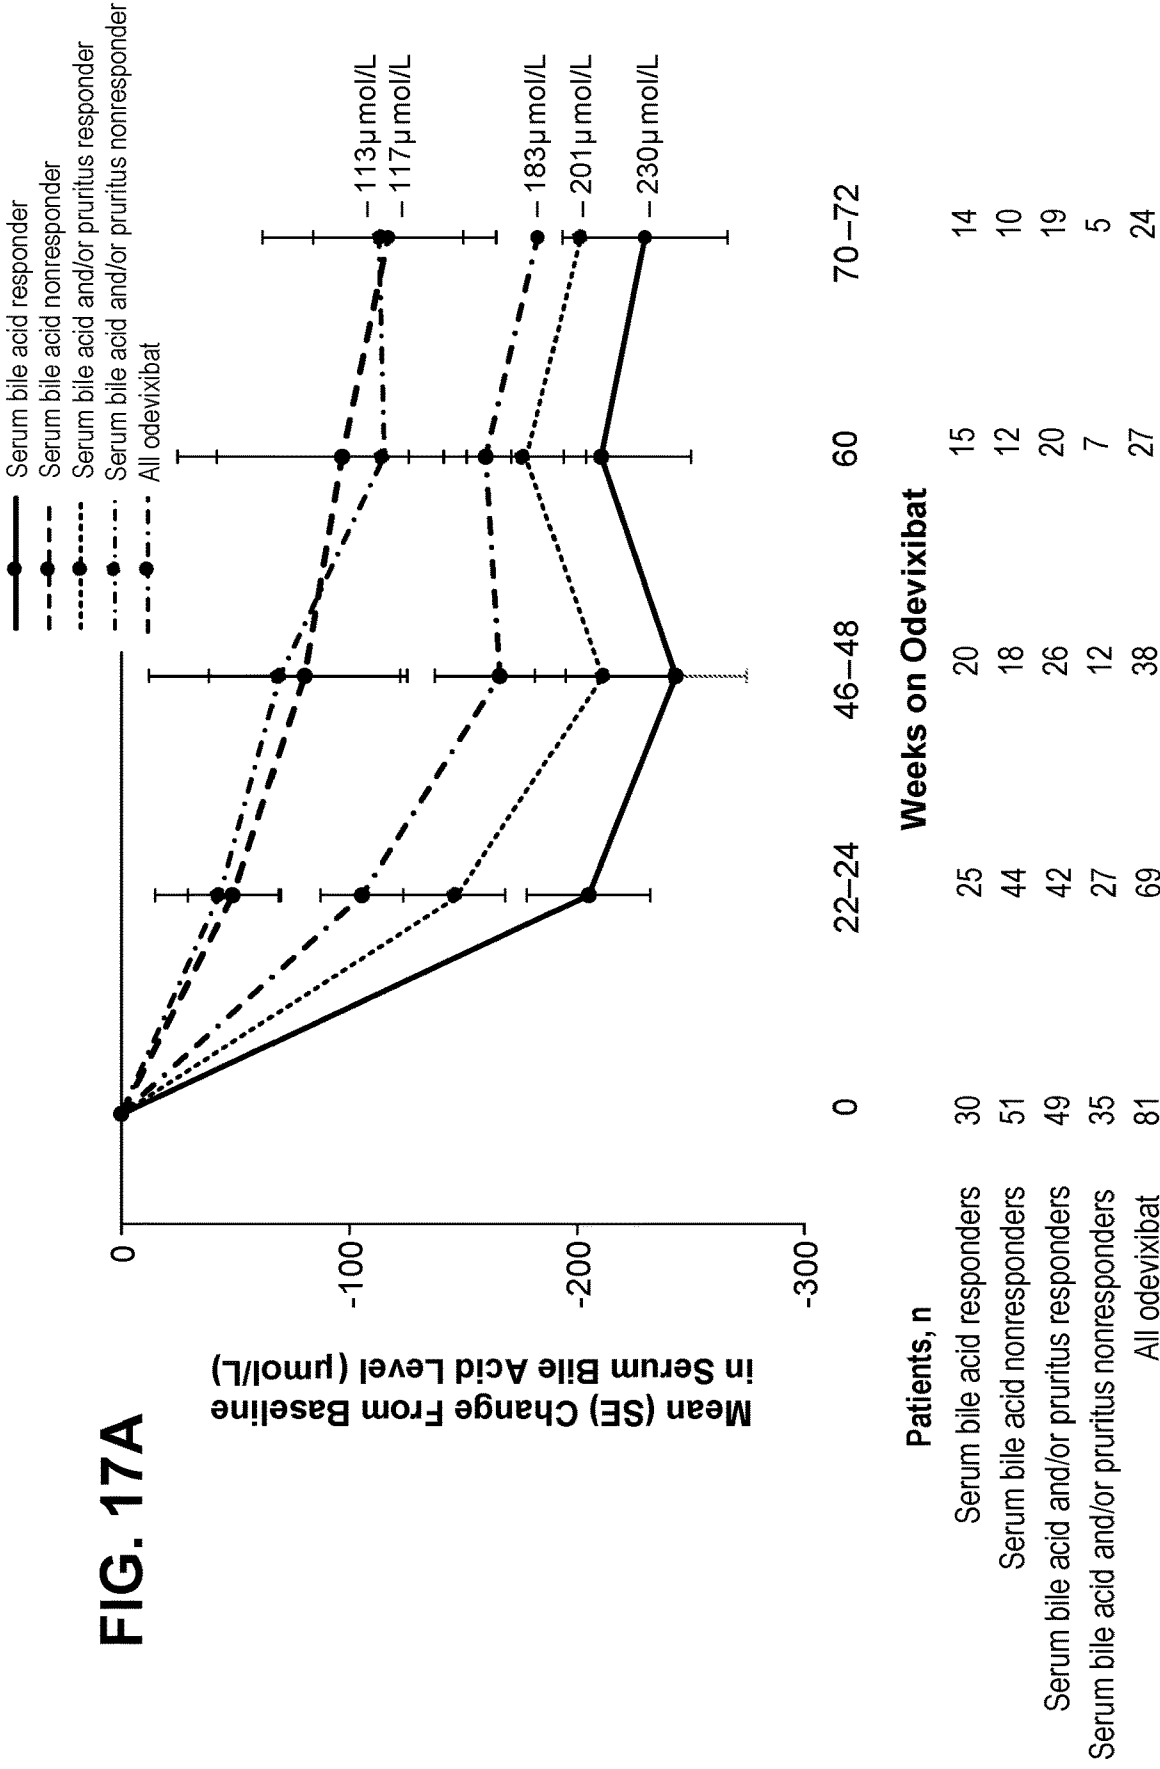 FIG. 17A
Serum bile acid responder
Serum bile acid nonresponder
Serum bile acid and/or pruritus responder
Serum bile acid and/or pruritus nonresponder
All odevixibat
Mean (SE) Change From Baseline
in Serum Bile Acid Level (µmol/L)
0
-100
-200
-300
113µmol/L
117µmol/L
183µmol/L
201µmol/L
230µmol/L
0 22–24 46–48 60 70–72
Weeks on Odevixibat
Patients, n
Serum bile acid responders 30 25 20 15 14
Serum bile acid nonresponders 51 44 18 12 10
Serum bile acid and/or pruritus responders 49 42 26 20 19
Serum bile acid and/or pruritus nonresponders 35 27 12 7 5
All odevixibat 81 69 38 27 24